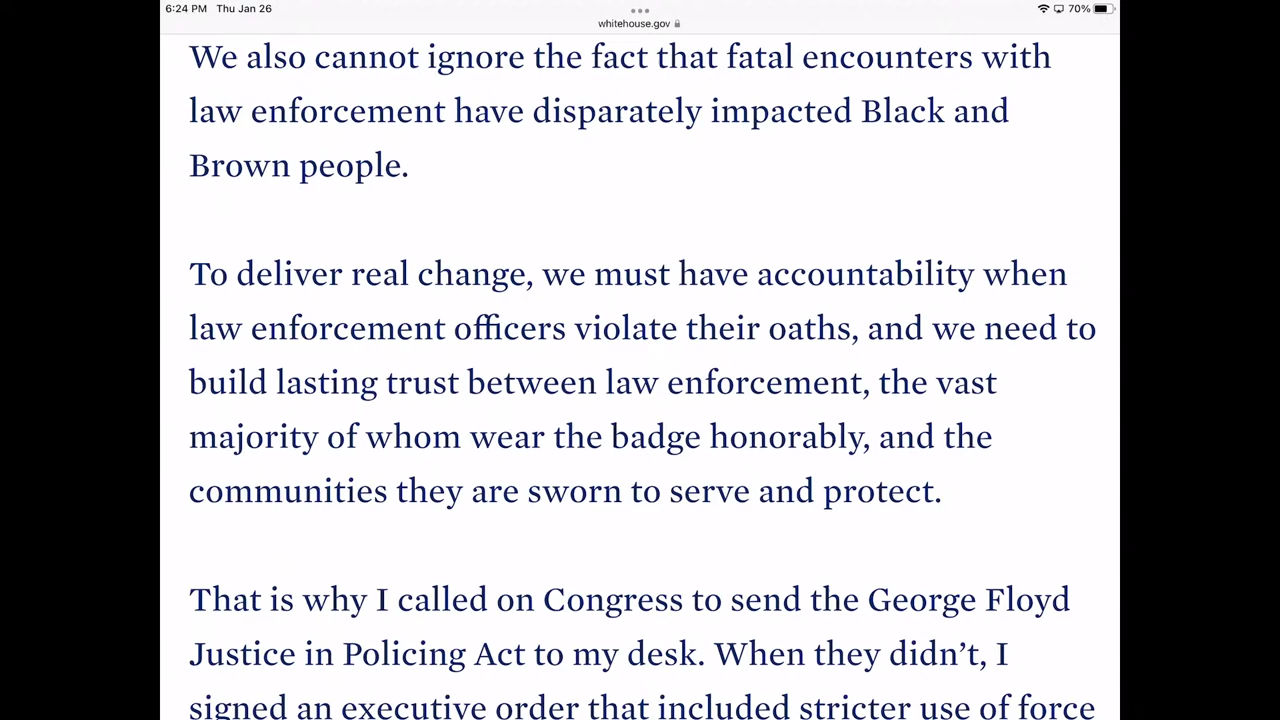 6:24 PM Thu Jan 26
70%
whitehouse.gov
We also cannot ignore the fact that fatal encounters with
law enforcement have disparately impacted Black and
Brown people.
To deliver real change, we must have accountability when
law enforcement officers violate their oaths, and we need to
build lasting trust between law enforcement, the vast
majority of whom wear the badge honorably, and the
communities they are sworn to serve and protect.
That is why I called on Congress to send the George Floyd
Justice in Policing Act to my desk. When they didn’t, I
signed an executive order that included stricter use of force